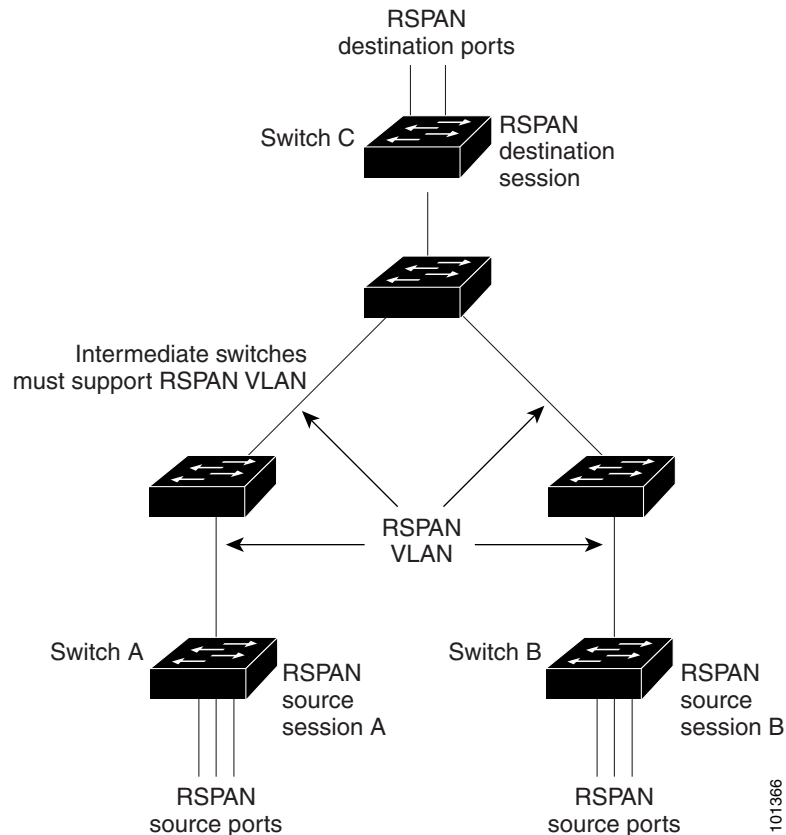 RSPAN
destination ports
Switch C
RSPAN
destination
session
Intermediate switches
must support RSPAN VLAN
RSPAN
VLAN
Switch A
RSPAN
source
session A
Switch B
RSPAN
source
session B
RSPAN
source ports
RSPAN
source ports
101366